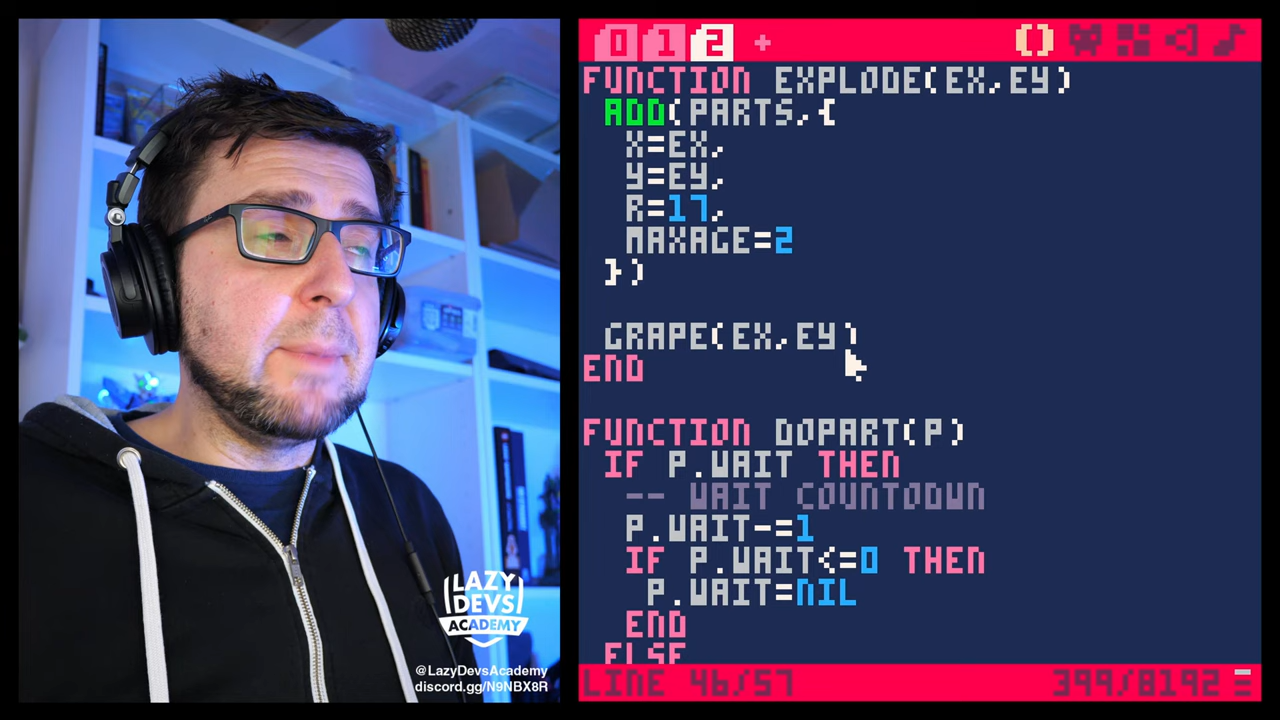 0 1 2 +
FUNCTION EXPLODE(EX,EY)
ADD(PARTS,{
X=EX,
Y=EY,
R=17,
MAXAGE=2
})
GRAPE(EX,EY)
END
FUNCTION DOPART(P)
IF P.WAIT THEN
-- WAIT COUNTDOWN
P.WAIT-=1
IF P.WAIT<=0 THEN
P.WAIT=NIL
END
ELSE
LINE 46/57 399/8192
LAZY
DEVS
ACADEMY
@LazyDevsAcademy
discord.gg/N9NBX8R